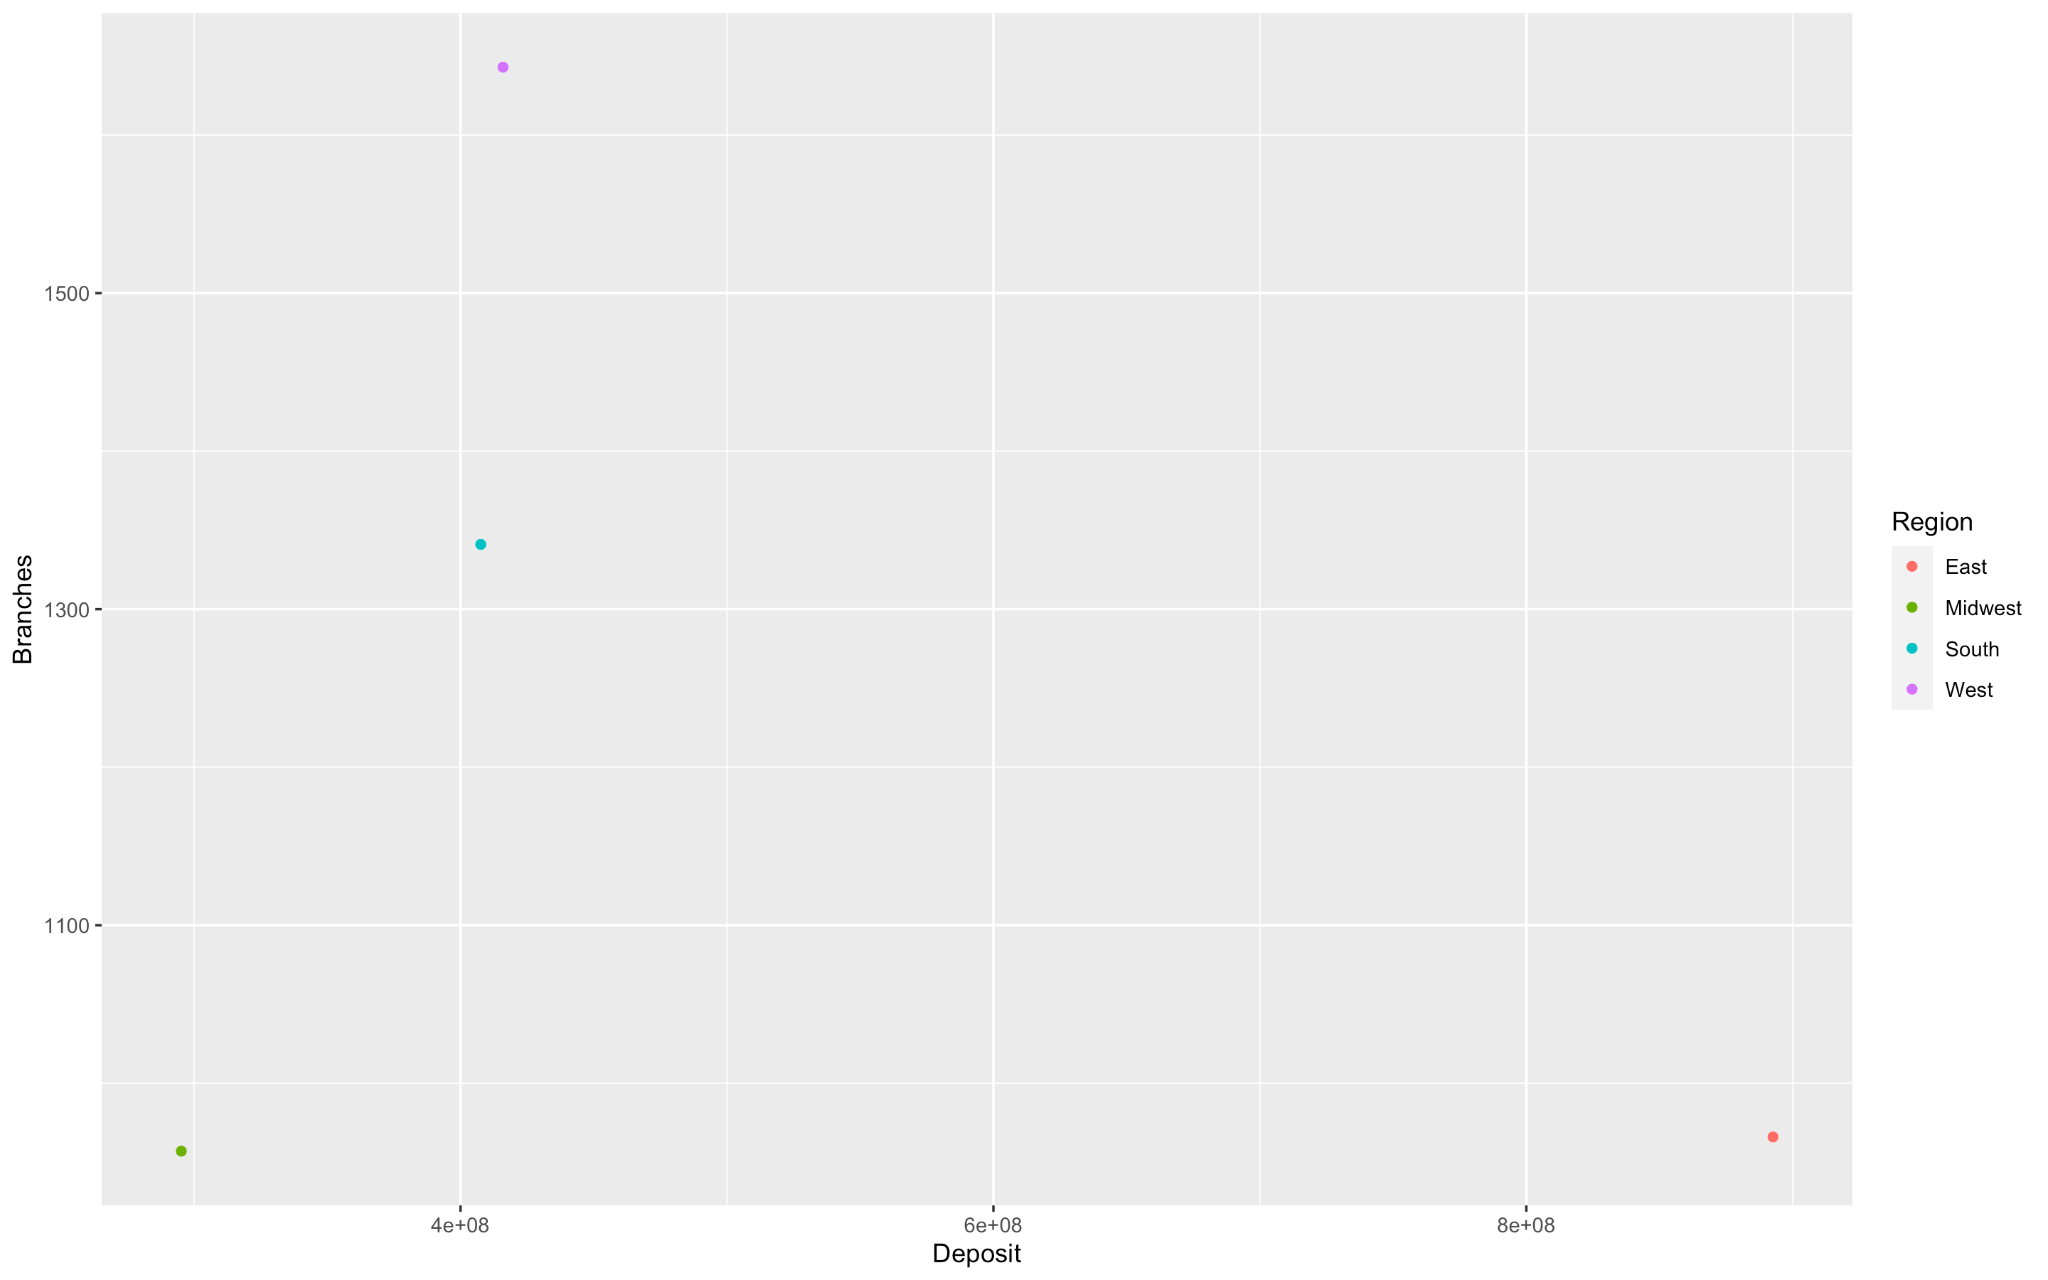 1500
1300
1100
Branches
4e+08
6e+08
8e+08
Deposit
Region
East
Midwest
South
West